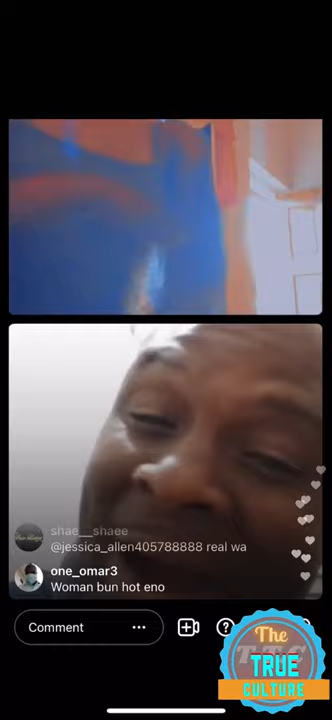 shae__shaee
@jessica_allen405788888 real wa
one_omar3
Woman bun hot eno
Comment
The
TRUE
CULTURE